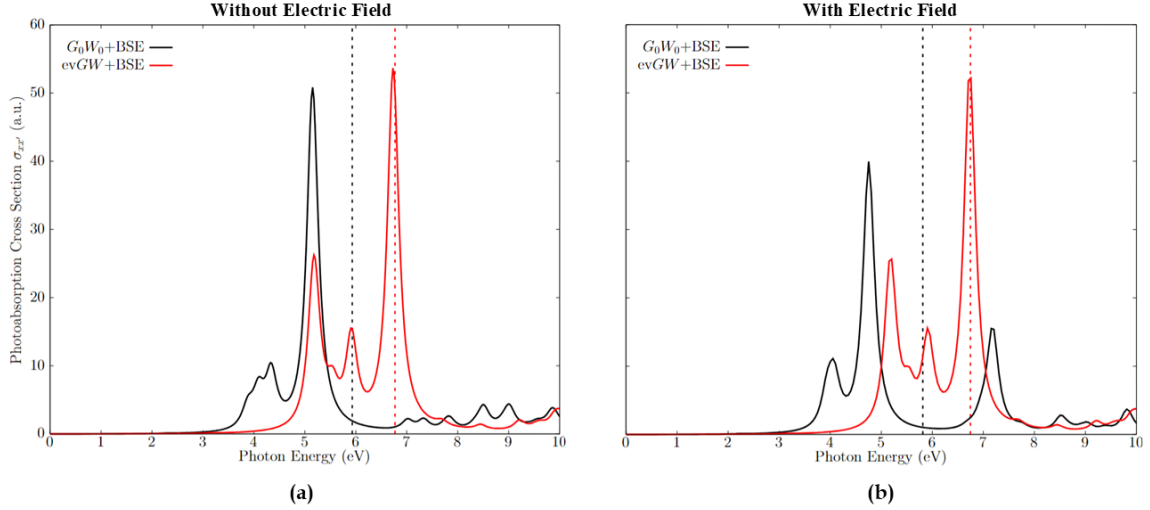 Without Electric Field
With Electric Field
60
50
40
30
20
10
0
Photoabsorption Cross Section σxx′ (a.u.)
G₀W₀+BSE
evGW+BSE
0 1 2 3 4 5 6 7 8 9 10
Photon Energy (eV)
(a)
G₀W₀+BSE
evGW+BSE
0 1 2 3 4 5 6 7 8 9 10
Photon Energy (eV)
(b)